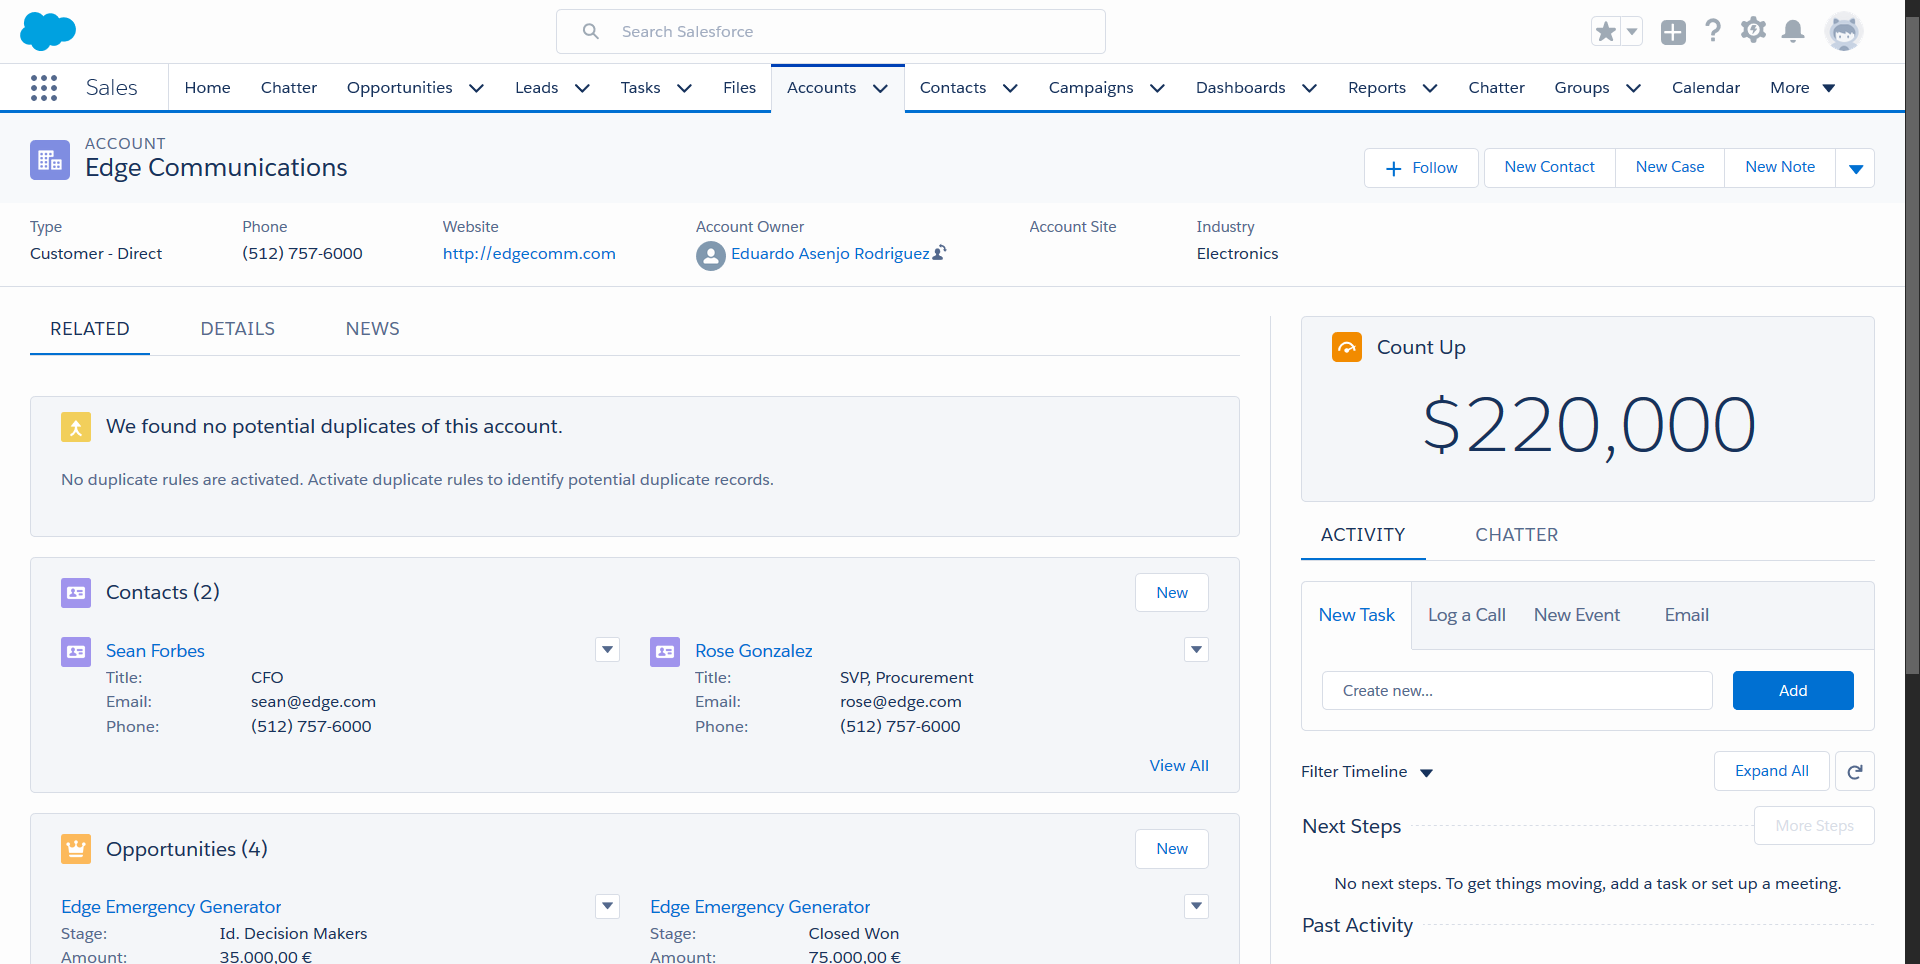 Search Salesforce
Sales Home Chatter Opportunities Leads Tasks Files Accounts Contacts Campaigns Dashboards Reports Chatter Groups Calendar More
ACCOUNT
Edge Communications
Follow New Contact New Case New Note
Type Phone Website Account Owner Account Site Industry
Customer - Direct (512) 757-6000 http://edgecomm.com Eduardo Asenjo Rodriguez Electronics
RELATED DETAILS NEWS
We found no potential duplicates of this account.
No duplicate rules are activated. Activate duplicate rules to identify potential duplicate records.
Contacts (2) New
Sean Forbes
Title: CFO
Email: sean@edge.com
Phone: (512) 757-6000
Rose Gonzalez
Title: SVP, Procurement
Email: rose@edge.com
Phone: (512) 757-6000
View All
Opportunities (4) New
Edge Emergency Generator
Stage: Id. Decision Makers
Amount: 35.000,00 €
Edge Emergency Generator
Stage: Closed Won
Amount: 75.000,00 €
Count Up
$220,000
ACTIVITY CHATTER
New Task Log a Call New Event Email
Create new... Add
Filter Timeline Expand All
Next Steps More Steps
No next steps. To get things moving, add a task or set up a meeting.
Past Activity